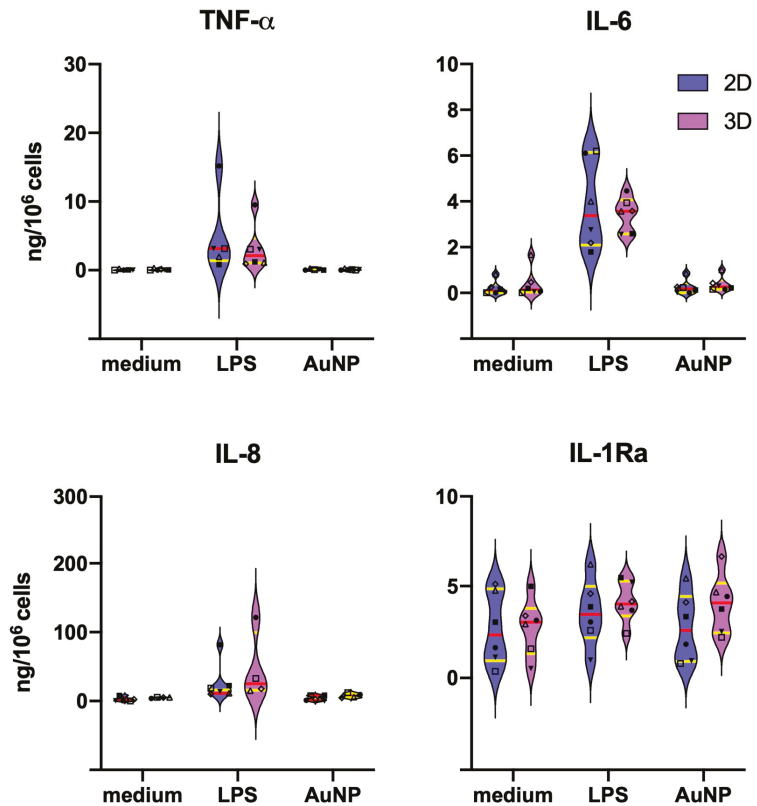 TNF-α
IL-6
30
20
10
0
ng/10⁶ cells
medium
LPS
AuNP
10
8
6
4
2
0
2D
3D
medium
LPS
AuNP
IL-8
IL-1Ra
300
200
100
0
ng/10⁶ cells
medium
LPS
AuNP
10
5
0
medium
LPS
AuNP